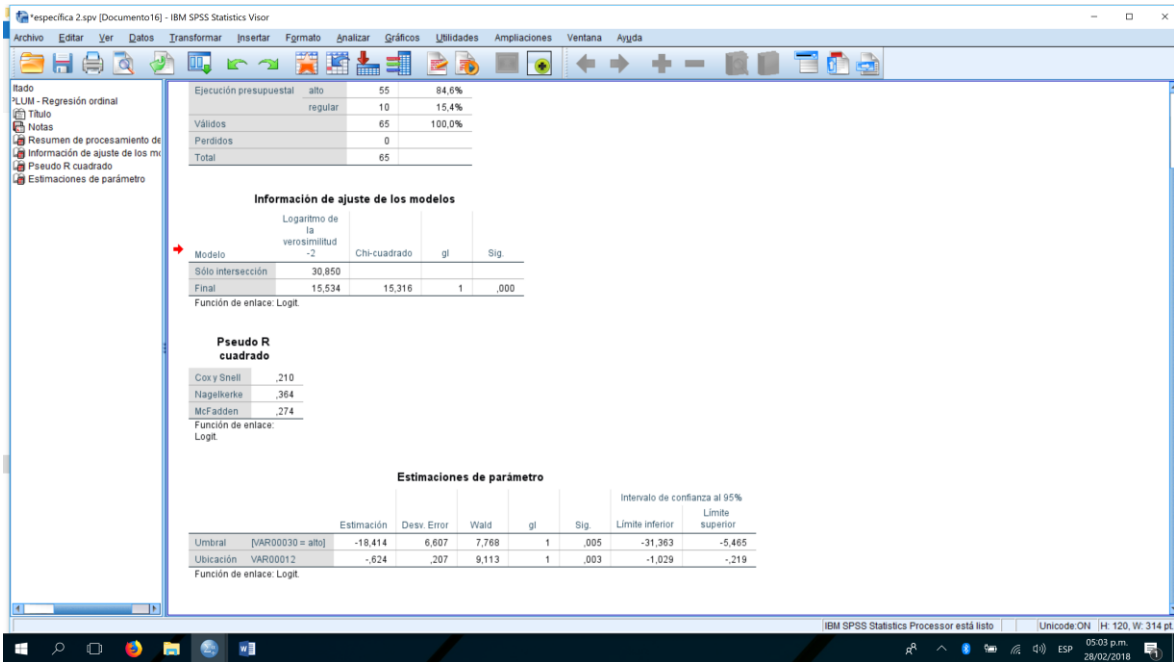 *específica 2.spv [Documento16] - IBM SPSS Statistics Visor
Archivo Editar Ver Datos Transformar Insertar Formato Analizar Gráficos Utilidades Ampliaciones Ventana Ayuda
ltado
PLUM - Regresión ordinal
Título
Notas
Resumen de procesamiento de
Información de ajuste de los mo
Pseudo R cuadrado
Estimaciones de parámetro
Ejecución presupuestal alto 55 84,6%
regular 10 15,4%
Válidos 65 100,0%
Perdidos 0
Total 65
Información de ajuste de los modelos
Logaritmo de
la
verosimilitud
Modelo -2 Chi-cuadrado gl Sig.
Sólo intersección 30,850
Final 15,534 15,316 1 ,000
Función de enlace: Logit.
Pseudo R
cuadrado
Cox y Snell ,210
Nagelkerke ,364
McFadden ,274
Función de enlace:
Logit.
Estimaciones de parámetro
Intervalo de confianza al 95%
Límite
Estimación Desv. Error Wald gl Sig. Límite inferior superior
Umbral [VAR00030 = alto] -18,414 6,607 7,768 1 ,005 -31,363 -5,465
Ubicación VAR00012 -,624 ,207 9,113 1 ,003 -1,029 -,219
Función de enlace: Logit.
IBM SPSS Statistics Processor está listo Unicode:ON H: 120, W: 314 pt.
ESP 05:03 p.m.
28/02/2018